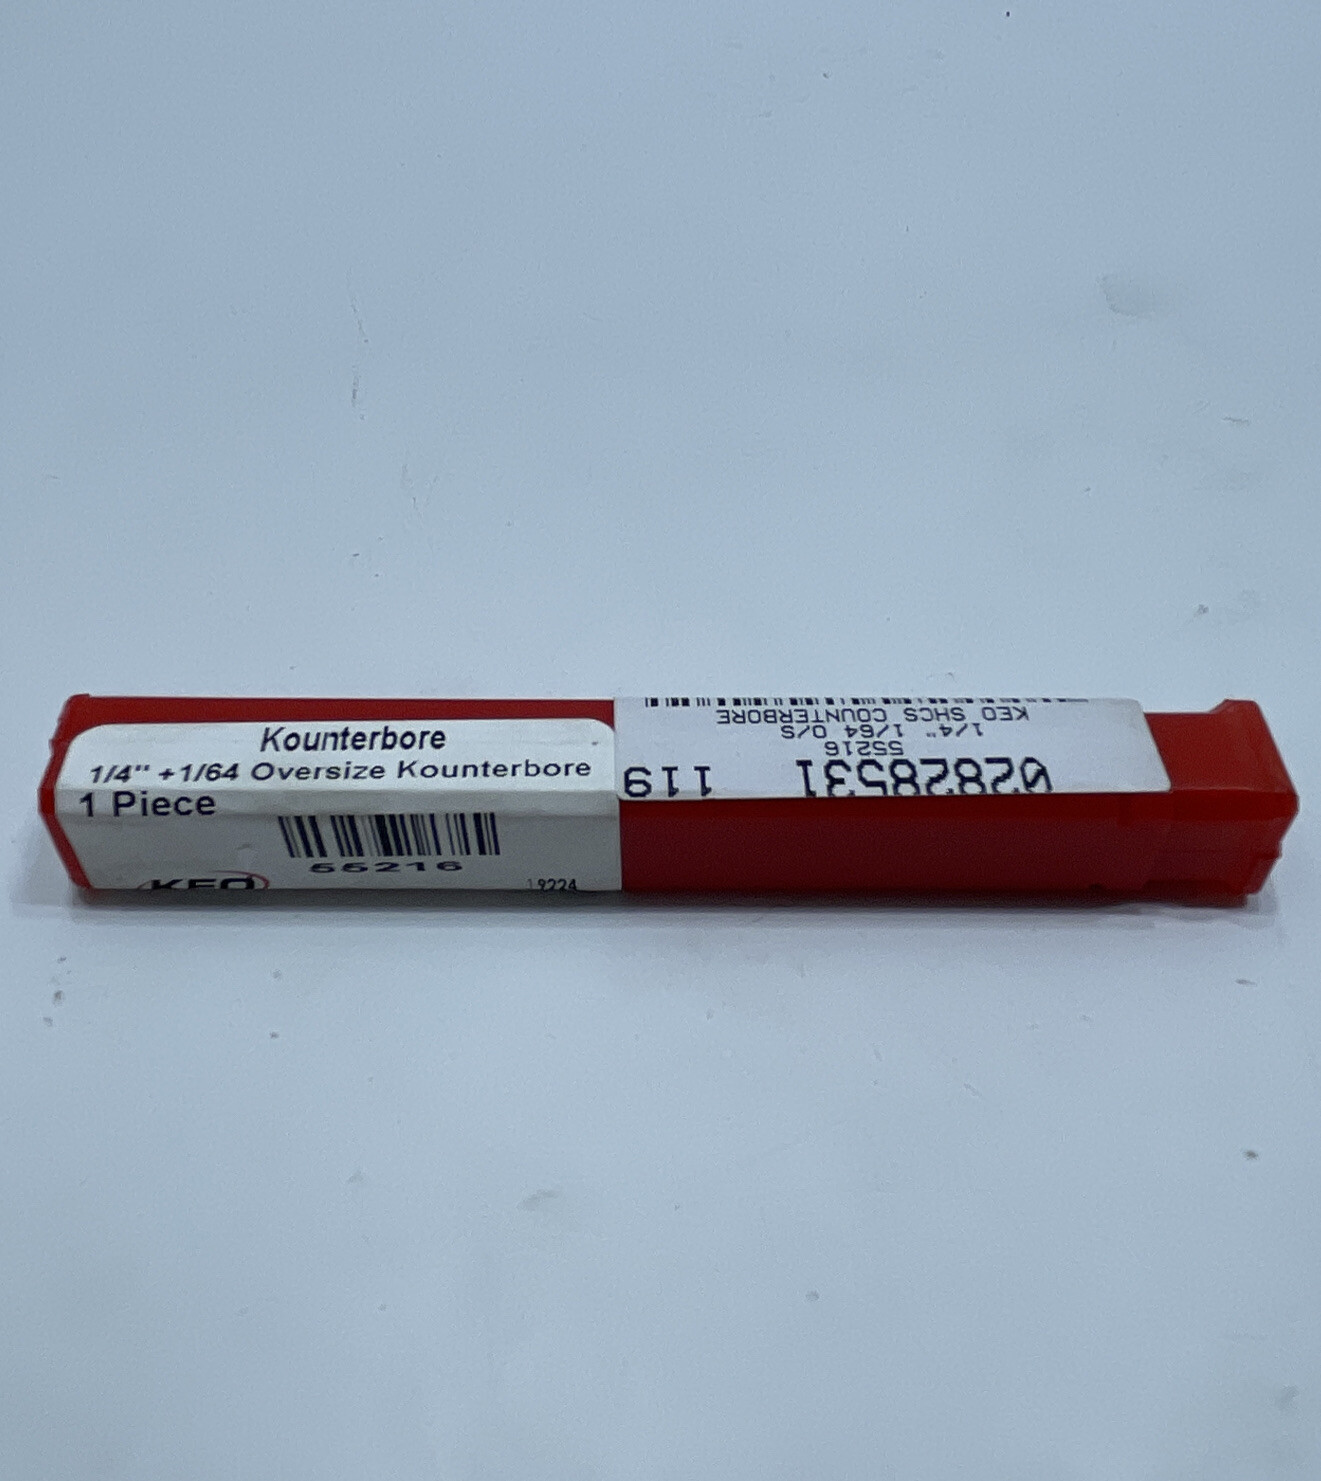 Kounterbore
1/4" +1/64 Oversize Kounterbore
1 Piece
55216
KEO
19224
02828531 119
55216
1/4" 1/64 O/S
KEO SHCS COUNTERBORE